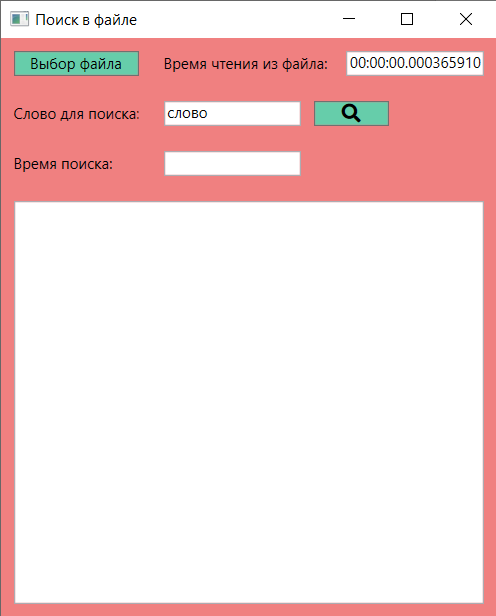 Поиск в файле
Выбор файла Время чтения из файла: 00:00:00.000365910
Слово для поиска: слово
Время поиска: